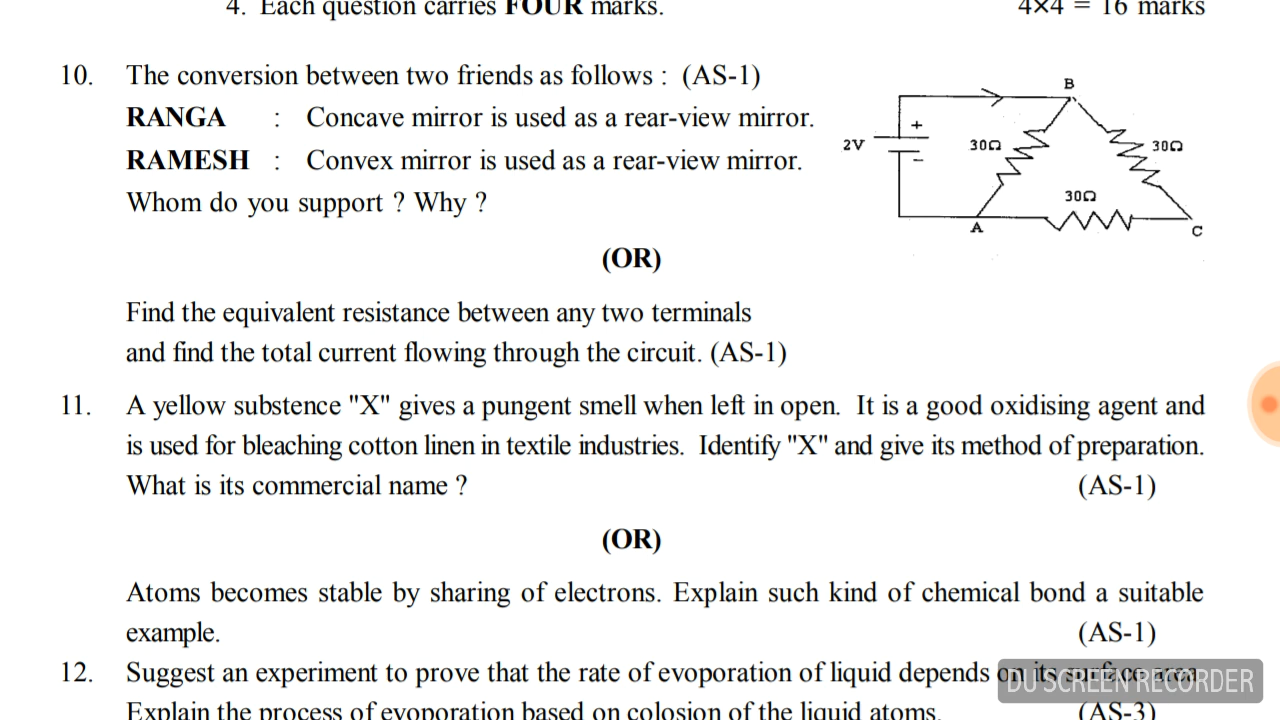 4. Each question carries FOUR marks. 4×4 = 16 marks
10. The conversion between two friends as follows : (AS-1)
RANGA : Concave mirror is used as a rear-view mirror.
RAMESH : Convex mirror is used as a rear-view mirror.
Whom do you support ? Why ?
B
+
2V
30Ω
30Ω
−
30Ω
A
C
(OR)
Find the equivalent resistance between any two terminals
and find the total current flowing through the circuit. (AS-1)
11. A yellow substence "X" gives a pungent smell when left in open. It is a good oxidising agent and
is used for bleaching cotton linen in textile industries. Identify "X" and give its method of preparation.
What is its commercial name ? (AS-1)
(OR)
Atoms becomes stable by sharing of electrons. Explain such kind of chemical bond a suitable
example. (AS-1)
12. Suggest an experiment to prove that the rate of evoporation of liquid depends on its surface area
DU SCREEN RECORDER
Explain the process of evoporation based on colosion of the liquid atoms. (AS-3)